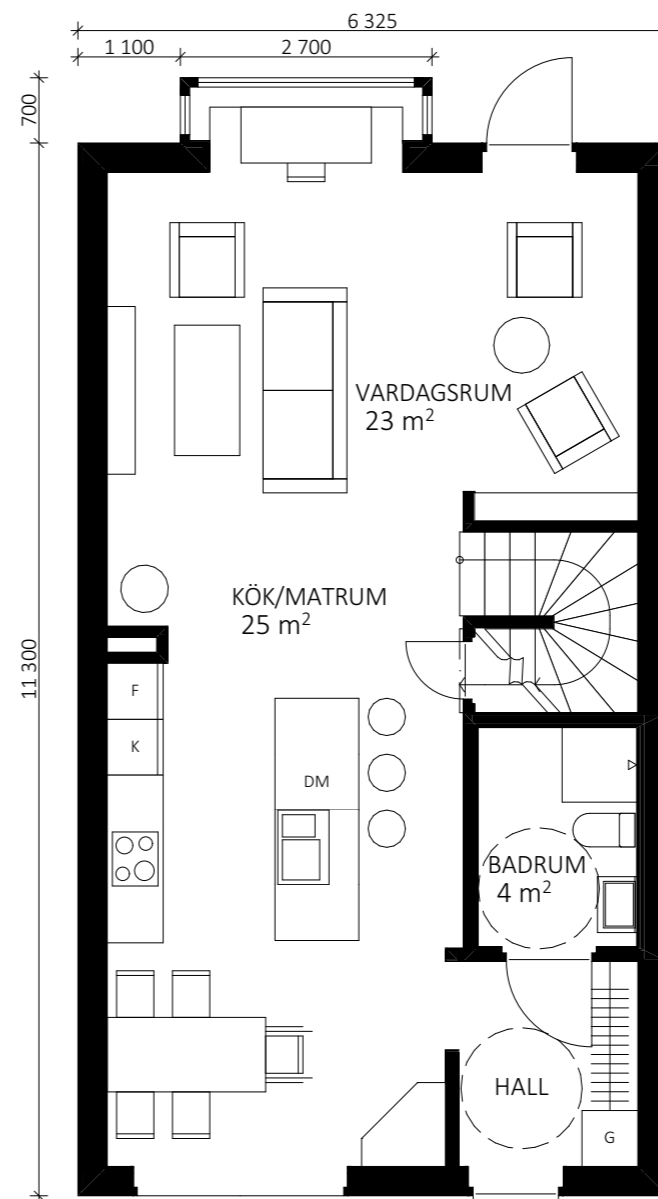 6 325
1 100
2 700
700
11 300
VARDAGSRUM
23 m²
KÖK/MATRUM
25 m²
F
K
DM
BADRUM
4 m²
HALL
G